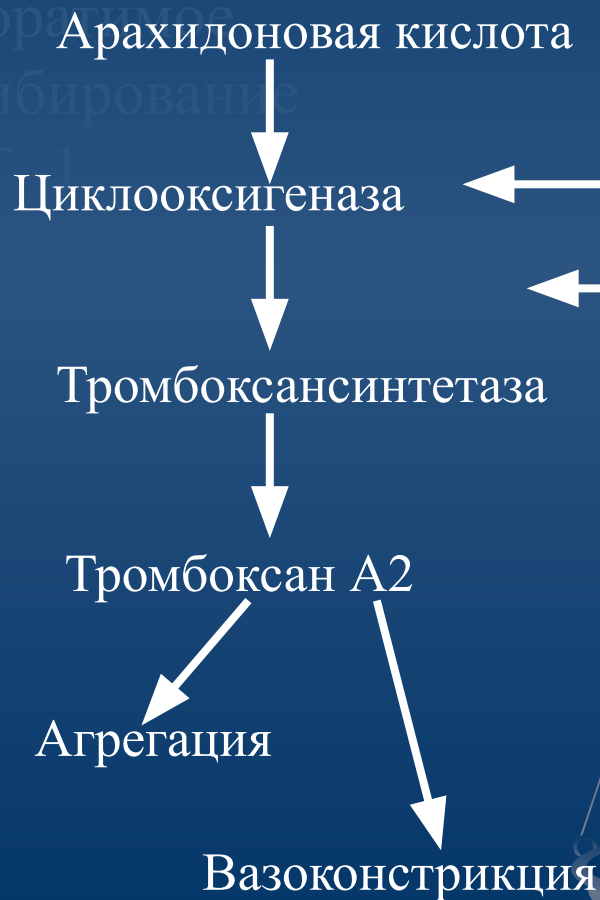 Арахидоновая кислота
Циклооксигеназа
Тромбоксансинтетаза
Тромбоксан А2
Агрегация
Вазоконстрикция